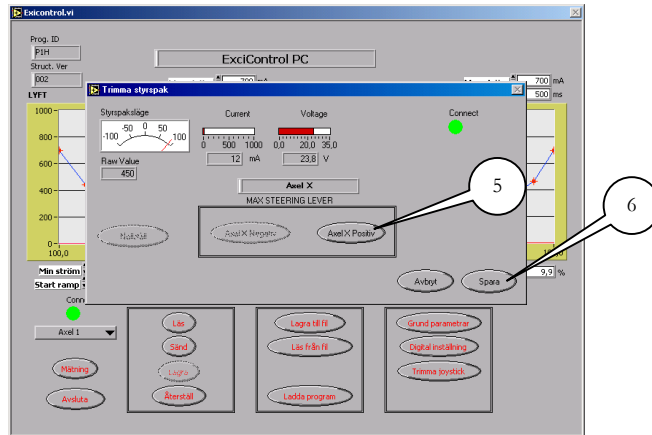 Exicontrol.vi
Prog. ID
P1H
Struct. Ver
002
ExciControl PC
700 mA
700 mA
500 ms
LYFT
1000
800
600
400
200
0
100,0
Trimma styrspak
Styrspaksläge
-100 -50 0 50 100
Raw Value
450
Current
0 500 1000
12 mA
Voltage
0,0 20,0 35,0
23,8 V
Connect
Axel X
MAX STEERING LEVER
Nollställ
Axel X Negativ
Axel X Positiv
Avbryt
Spara
5
6
Min ström
Start ramp
9,9 %
Axel 1
Mätning
Avsluta
Läs
Sänd
Lagra
Återställ
Lagra till fil
Läs från fil
Ladda program
Grund parametrar
Digital inställning
Trimma joystick